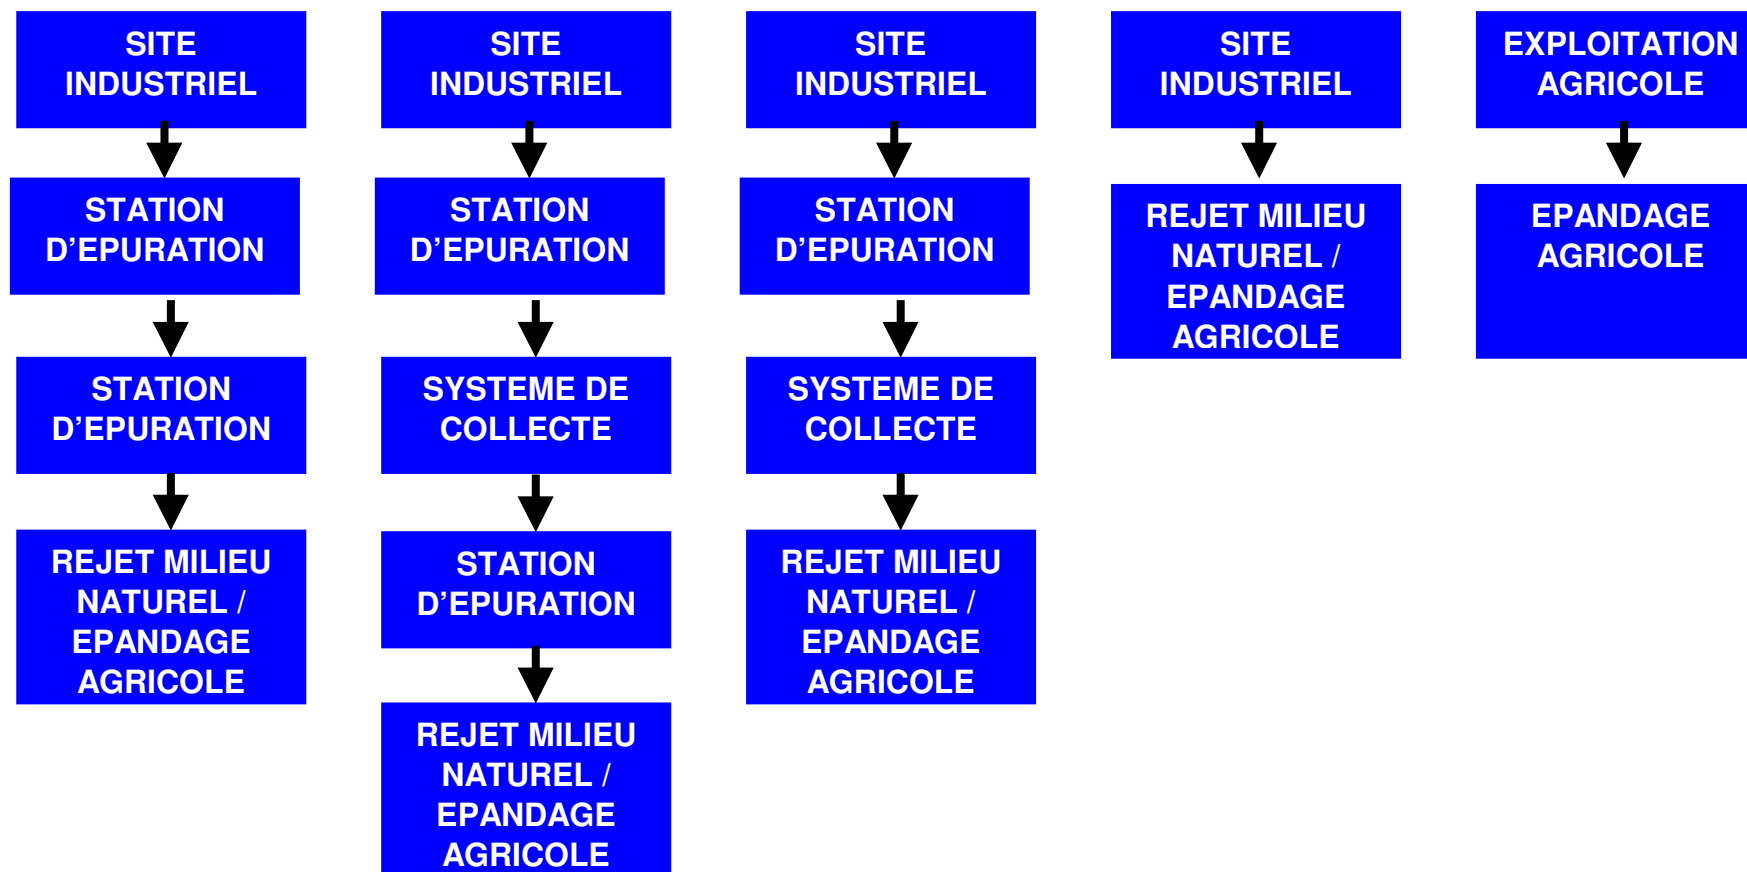 SITE
INDUSTRIEL
STATION
D’EPURATION
STATION
D’EPURATION
REJET MILIEU
NATUREL /
EPANDAGE
AGRICOLE
SITE
INDUSTRIEL
STATION
D’EPURATION
SYSTEME DE
COLLECTE
STATION
D’EPURATION
REJET MILIEU
NATUREL /
EPANDAGE
AGRICOLE
SITE
INDUSTRIEL
STATION
D’EPURATION
SYSTEME DE
COLLECTE
REJET MILIEU
NATUREL /
EPANDAGE
AGRICOLE
SITE
INDUSTRIEL
REJET MILIEU
NATUREL /
EPANDAGE
AGRICOLE
EXPLOITATION
AGRICOLE
EPANDAGE
AGRICOLE